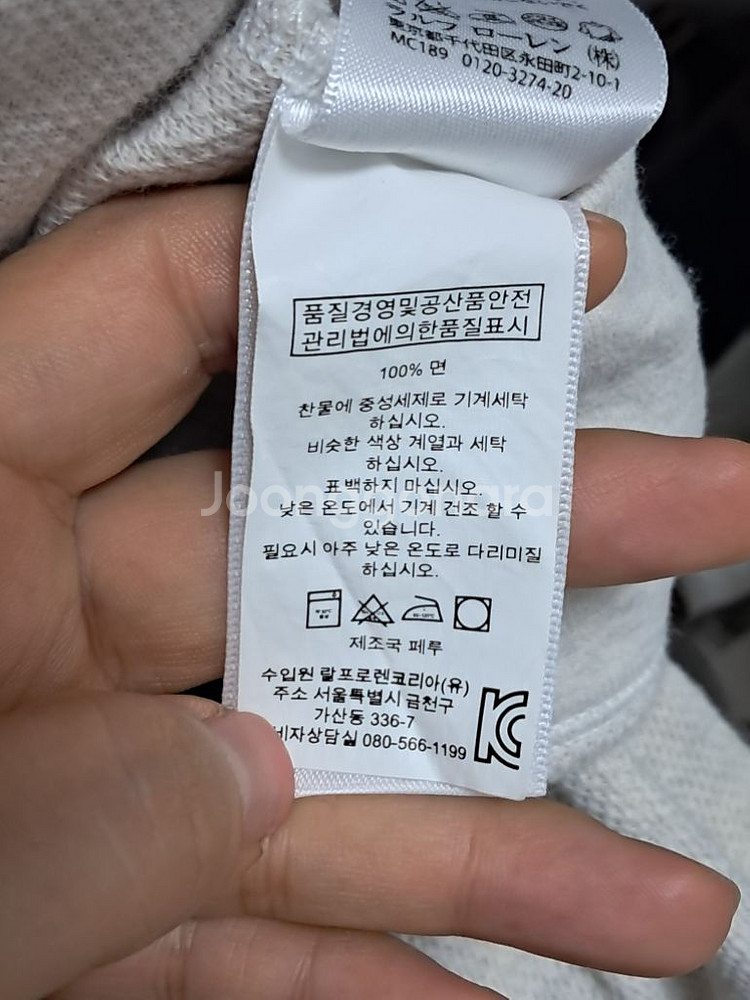 ラルフ ローレン (株)
東京都千代田区永田町2-10-1
MC189 0120-3274-20
품질경영및공산품안전
관리법에의한품질표시
100% 면
찬물에 중성세제로 기계세탁
하십시오.
비슷한 색상 계열과 세탁
하십시오.
표백하지 마십시오.
낮은 온도에서 기계 건조 할 수
있습니다.
필요시 아주 낮은 온도로 다리미질
하십시오.
제조국 페루
수입원 랄프로렌코리아(유)
주소 서울특별시 금천구
가산동 336-7
비자상담실 080-566-1199
KC
Joonggonara